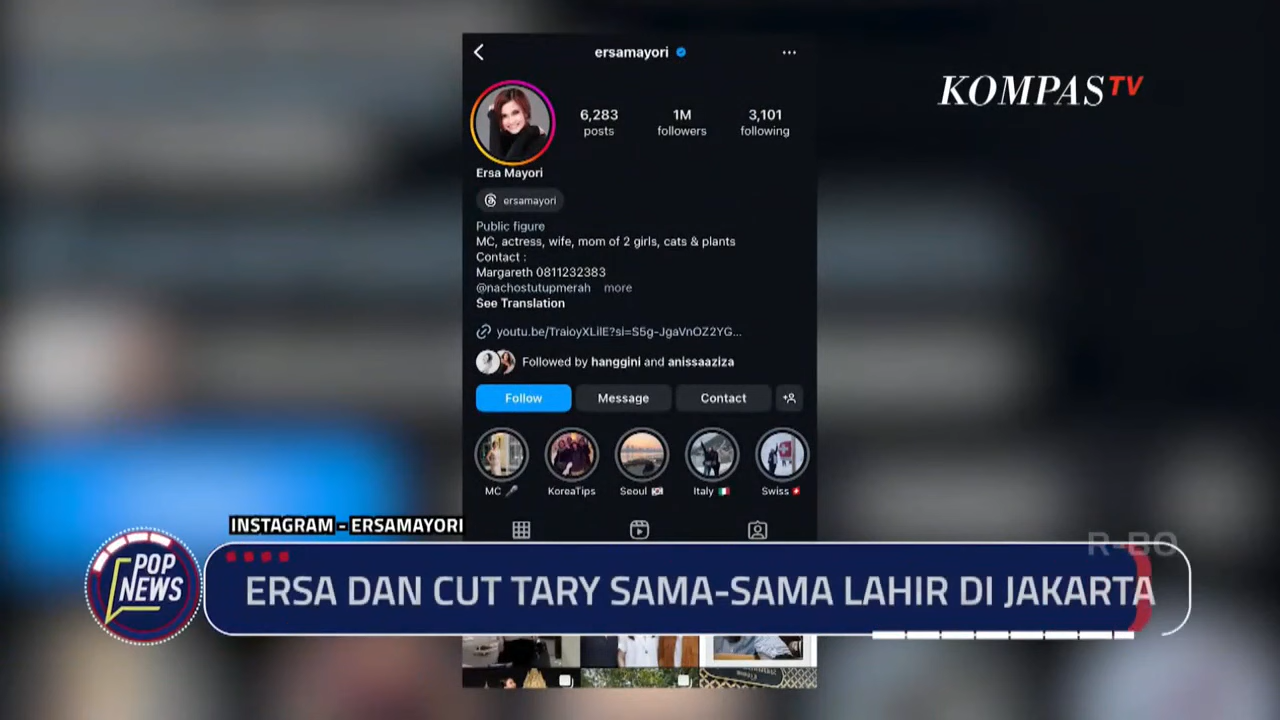 ersamayori
KOMPASTV
6,283 posts
1M followers
3,101 following
Ersa Mayori
ersamayori
Public figure
MC, actress, wife, mom of 2 girls, cats & plants
Contact :
Margareth 0811232383
@nachostutupmerah more
See Translation
youtu.be/TraioyXLilE?si=S5g-JgaVnOZ2YG...
Followed by hanggini and anissaaziza
Follow Message Contact
MC 🎤 KoreaTips Seoul 🇰🇷 Italy 🇮🇹 Swiss 🇨🇭
INSTAGRAM - ERSAMAYORI
R-BO
POP NEWS
ERSA DAN CUT TARY SAMA-SAMA LAHIR DI JAKARTA